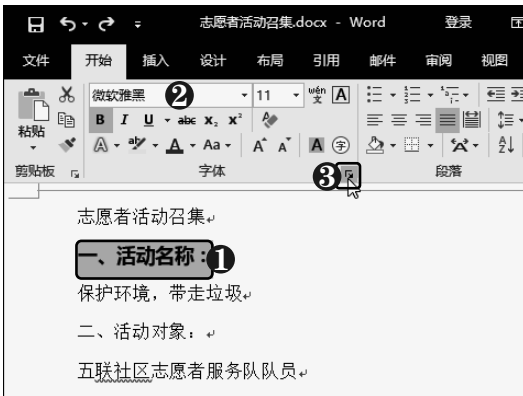 志愿者活动召集.docx - Word 登录
文件 开始 插入 设计 布局 引用 邮件 审阅 视图
微软雅黑 11 wén 文 A
B I U abc x₂ x²
粘贴 A aby A Aa A A A 字
剪贴板 字体 段落
志愿者活动召集
一、活动名称：
保护环境，带走垃圾
二、活动对象：
五联社区志愿者服务队队员